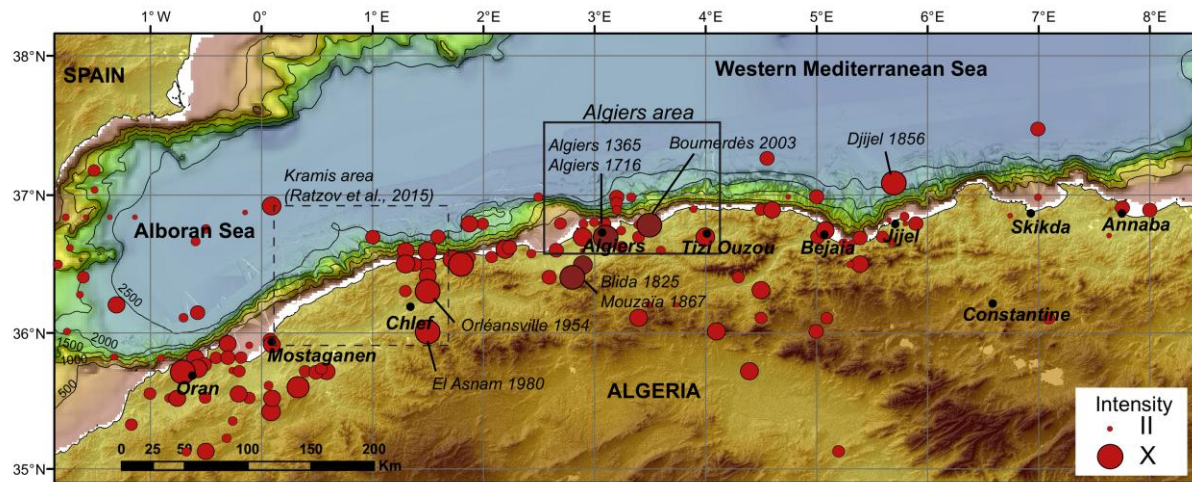 1°W
0°
1°E
2°E
3°E
4°E
5°E
6°E
7°E
8°E
38°N
SPAIN
Western Mediterranean Sea
Algiers area
Algiers 1365
Algiers 1716
Boumerdès 2003
Djijel 1856
Kramis area
(Ratzov et al., 2015)
37°N
Alboran Sea
2500
Algiers
Tizi Ouzou
Bejaia
Jijel
Skikda
Annaba
Blida 1825
Mouzaïa 1867
Chlef
Orléansville 1954
Constantine
36°N
2000
1500
1000
500
Mostaganen
Oran
El Asnam 1980
ALGERIA
Intensity
II
X
0 25 50 100 150 200
Km
35°N